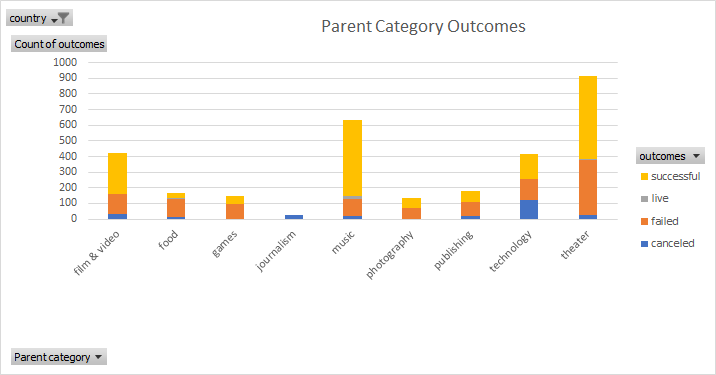 country
Parent Category Outcomes
Count of outcomes
1000
900
800
700
600
500
400
300
200
100
0
film & video
food
games
journalism
music
photography
publishing
technology
theater
outcomes
successful
live
failed
canceled
Parent category